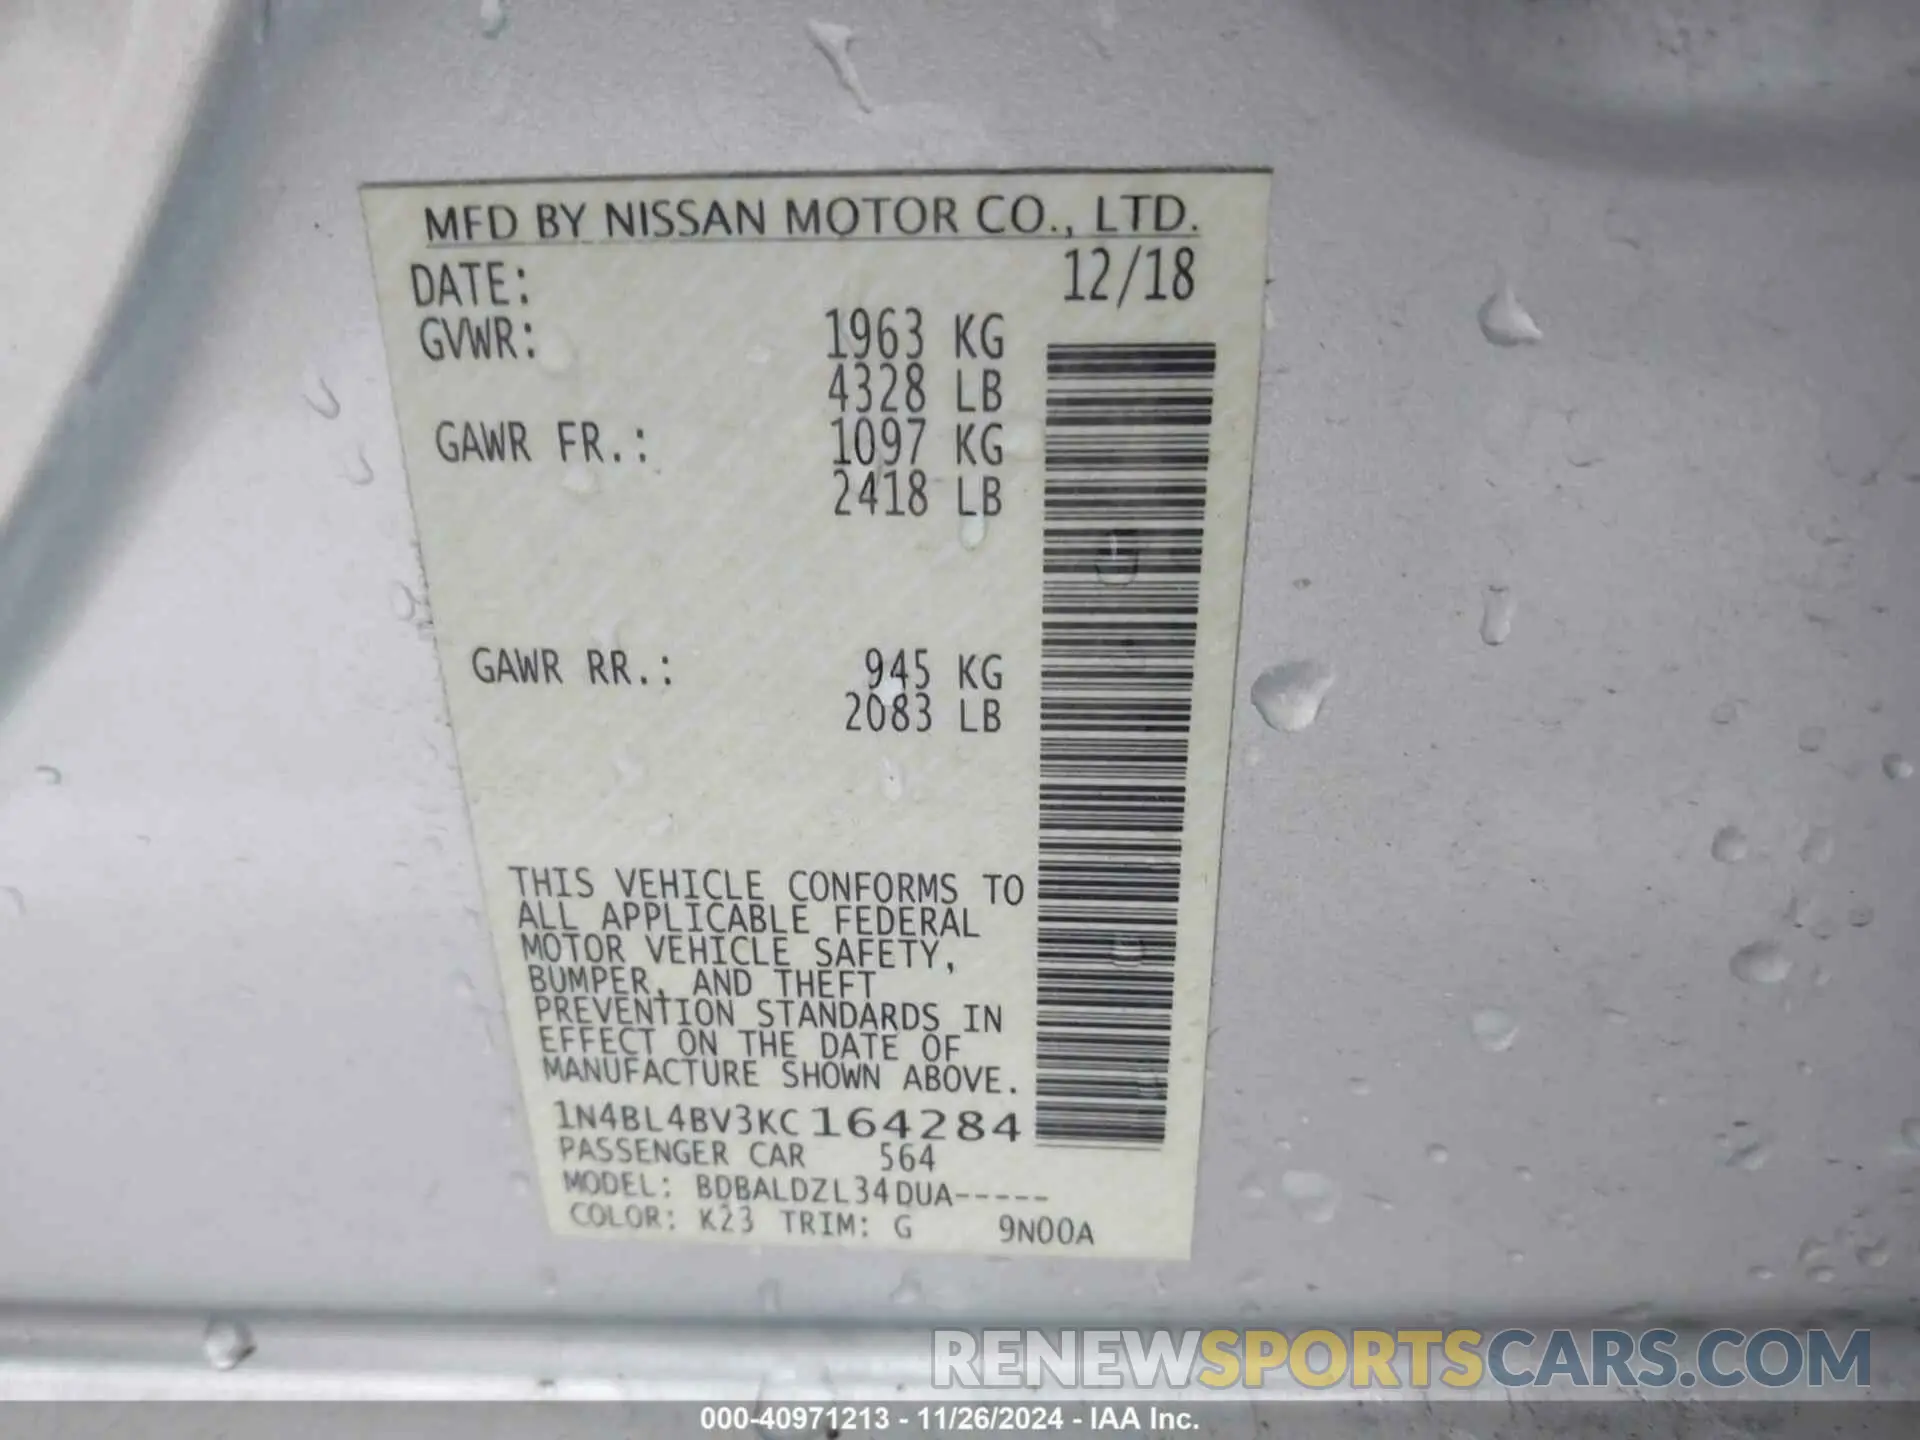 MFD BY NISSAN MOTOR CO., LTD.
DATE: 12/18
GVWR: 1963 KG
4328 LB
GAWR FR.: 1097 KG
2418 LB
GAWR RR.: 945 KG
2083 LB
THIS VEHICLE CONFORMS TO
ALL APPLICABLE FEDERAL
MOTOR VEHICLE SAFETY,
BUMPER, AND THEFT
PREVENTION STANDARDS IN
EFFECT ON THE DATE OF
MANUFACTURE SHOWN ABOVE.
1N4BL4BV3KC164284
PASSENGER CAR 564
MODEL: BDBALDZL34DUA-----
COLOR: K23 TRIM: G 9N00A
RENEWSPORTSCARS.COM
000-40971213 - 11/26/2024 - IAA Inc.